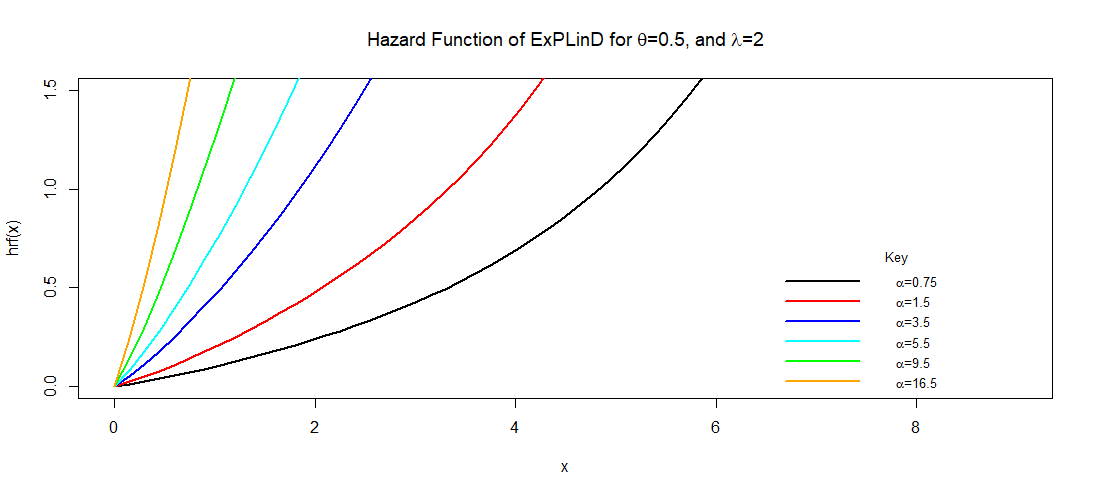 Hazard Function of ExPLinD for θ=0.5, and λ=2
hrf(x)
1.5
1.0
0.5
0.0
Key
α=0.75
α=1.5
α=3.5
α=5.5
α=9.5
α=16.5
0 2 4 6 8
x